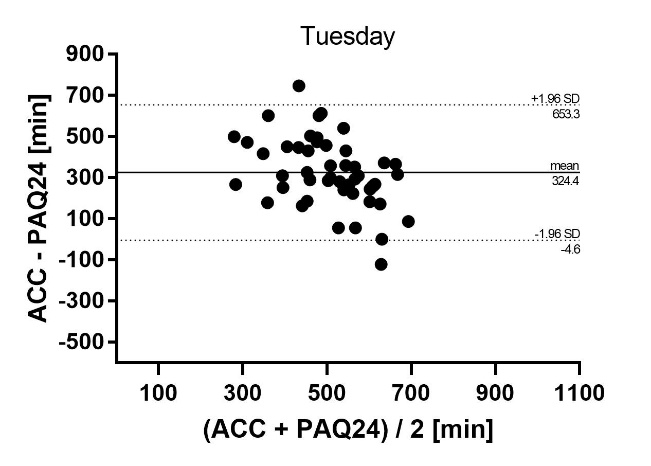 Tuesday
900
700
500
300
100
-100
-300
-500
ACC - PAQ24 [min]
+1.96 SD
653.3
mean
324.4
-1.96 SD
-4.6
100 300 500 700 900 1100
(ACC + PAQ24) / 2 [min]